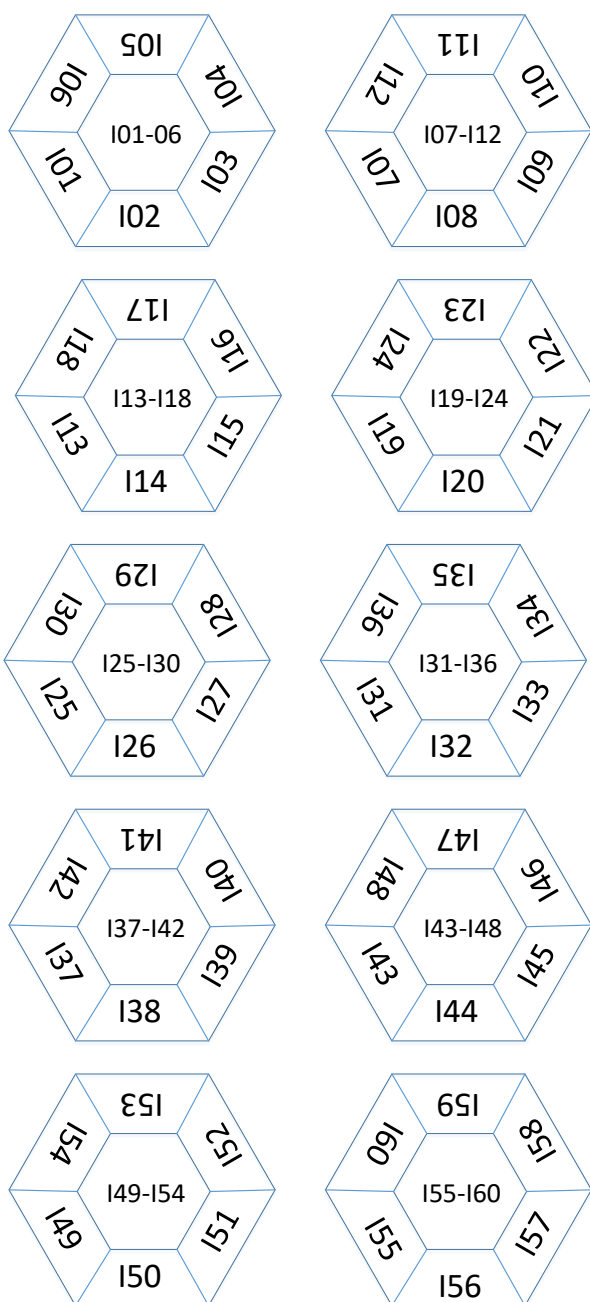 I05 I11
I06 I04 I12 I10
I01-06 I07-I12
I01 I03 I07 I09
I02 I08
I17 I23
I18 I16 I24 I22
I13-I18 I19-I24
I13 I15 I19 I21
I14 I20
I29 I35
I30 I28 I36 I34
I25-I30 I31-I36
I25 I27 I31 I33
I26 I32
I41 I47
I42 I40 I48 I46
I37-I42 I43-I48
I37 I39 I43 I45
I38 I44
I53 I59
I54 I52 I60 I58
I49-I54 I55-I60
I49 I51 I55 I57
I50 I56